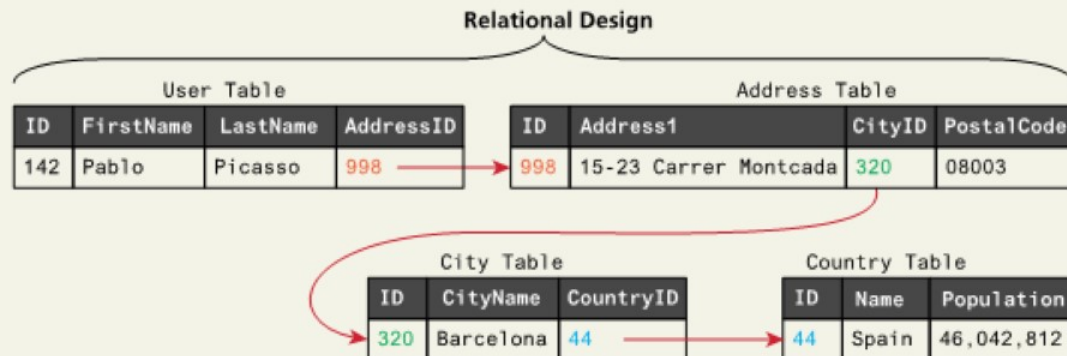 Relational Design
User Table
ID FirstName LastName AddressID
142 Pablo Picasso 998
Address Table
ID Address1 CityID PostalCode
998 15-23 Carrer Montcada 320 08003
City Table
ID CityName CountryID
320 Barcelona 44
Country Table
ID Name Population
44 Spain 46,042,812